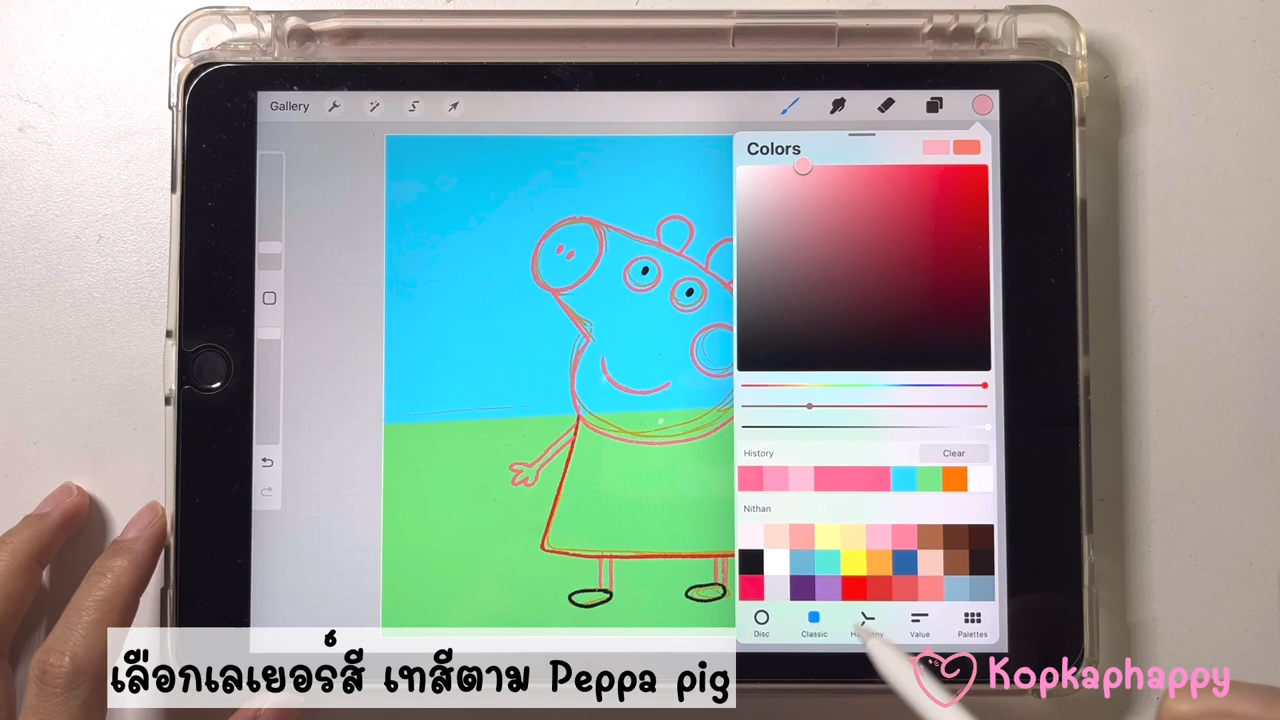 Gallery
Colors
History
Clear
Nithan
Disc
Classic
Harmony
Value
Palettes
เลือกเลเยอร์สี เทสีตาม Peppa pig
Kopkaphappy